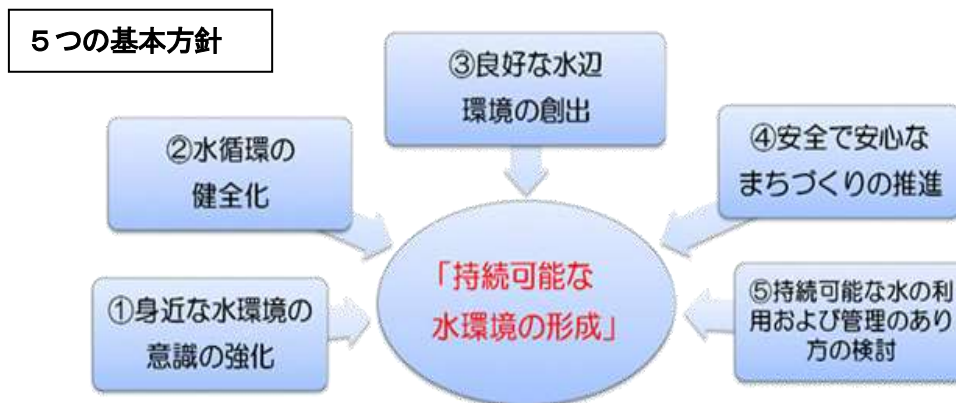 ５つの基本方針
①身近な水環境の
意識の強化
②水循環の
健全化
③良好な水辺
環境の創出
④安全で安心な
まちづくりの推進
⑤持続可能な水の利
用および管理のあり
方の検討
「持続可能な
水環境の形成」